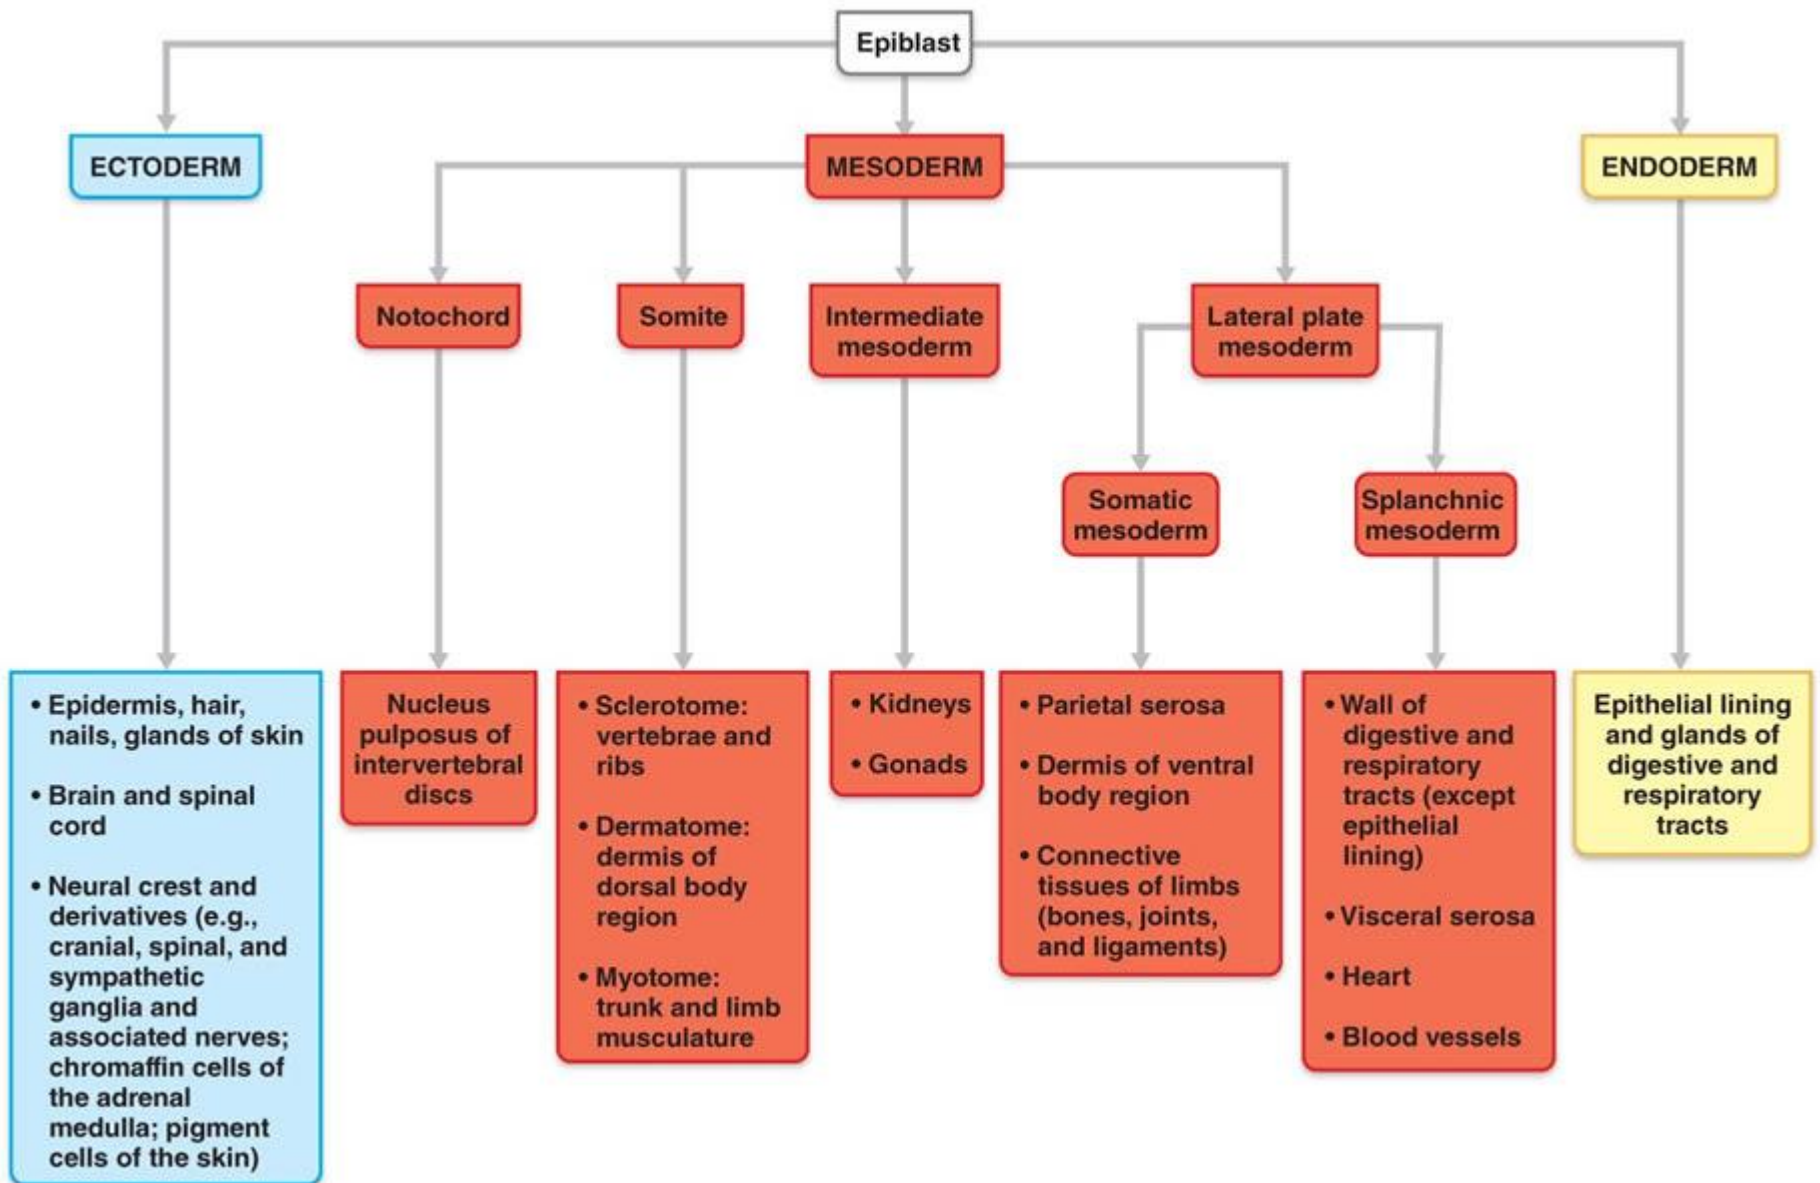 Epiblast
ECTODERM
MESODERM
ENDODERM
Notochord
Somite
Intermediate
mesoderm
Lateral plate
mesoderm
Somatic
mesoderm
Splanchnic
mesoderm
• Epidermis, hair,
nails, glands of skin
• Brain and spinal
cord
• Neural crest and
derivatives (e.g.,
cranial, spinal, and
sympathetic
ganglia and
associated nerves;
chromaffin cells of
the adrenal
medulla; pigment
cells of the skin)
Nucleus
pulposus of
intervertebral
discs
• Sclerotome:
vertebrae and
ribs
• Dermatome:
dermis of
dorsal body
region
• Myotome:
trunk and limb
musculature
• Kidneys
• Gonads
• Parietal serosa
• Dermis of ventral
body region
• Connective
tissues of limbs
(bones, joints,
and ligaments)
• Wall of
digestive and
respiratory
tracts (except
epithelial
lining)
• Visceral serosa
• Heart
• Blood vessels
Epithelial lining
and glands of
digestive and
respiratory
tracts